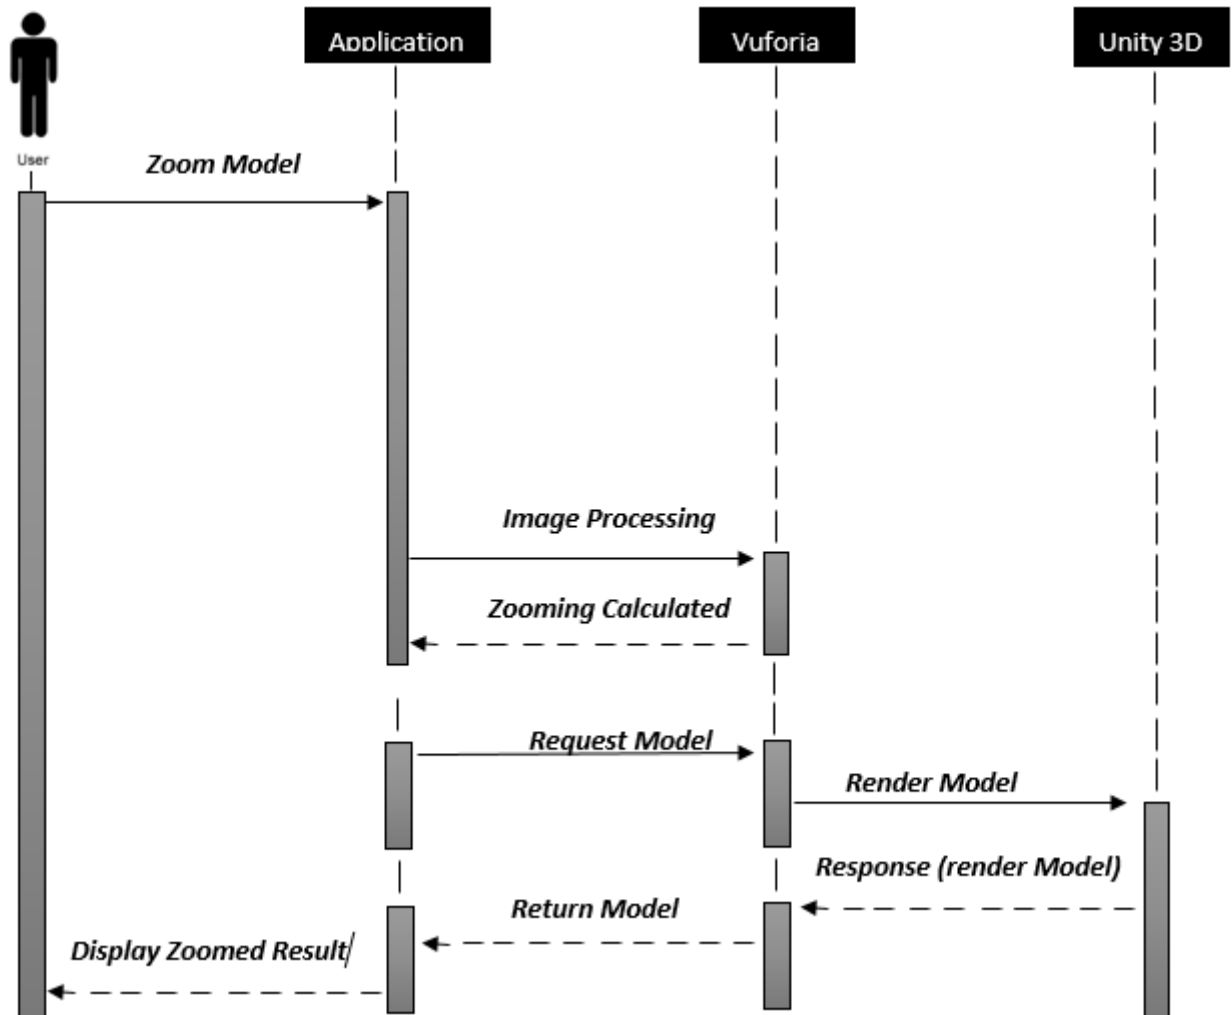 Application
Vuforia
Unity 3D
User
Zoom Model
Image Processing
Zooming Calculated
Request Model
Render Model
Response (render Model)
Return Model
Display Zoomed Result/